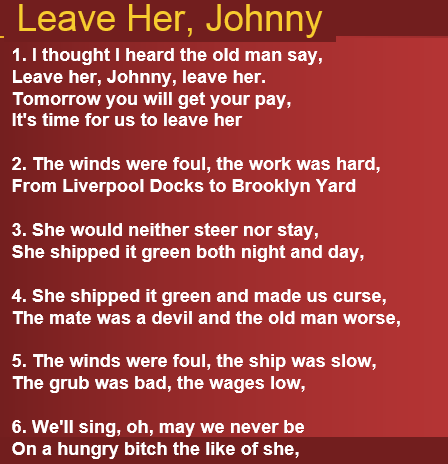 Leave Her, Johnny
1. I thought I heard the old man say,
Leave her, Johnny, leave her.
Tomorrow you will get your pay,
It's time for us to leave her
2. The winds were foul, the work was hard,
From Liverpool Docks to Brooklyn Yard
3. She would neither steer nor stay,
She shipped it green both night and day,
4. She shipped it green and made us curse,
The mate was a devil and the old man worse,
5. The winds were foul, the ship was slow,
The grub was bad, the wages low,
6. We'll sing, oh, may we never be
On a hungry bitch the like of she,